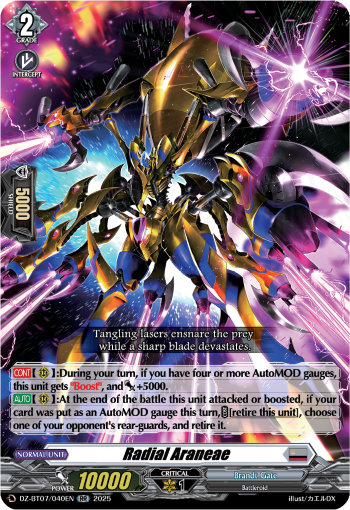 2
GRADE
INTERCEPT
5000
SHIELD
Tangling lasers ensnare the prey
while a sharp blade devastates.
CONT 1:During your turn, if you have four or more AutoMOD gauges,
this unit gets "Boost", and +5000.
AUTO 1:At the end of the battle this unit attacked or boosted, if your
card was put as an AutoMOD gauge this turn, [retire this unit], choose
one of your opponent's rear-guards, and retire it.
NORMAL UNIT
Radial Araneae
POWER 10000
CRITICAL
1
Brandt Gate
Battleroid
DZ-BT07/040EN RR 2025
illust/カエルDX